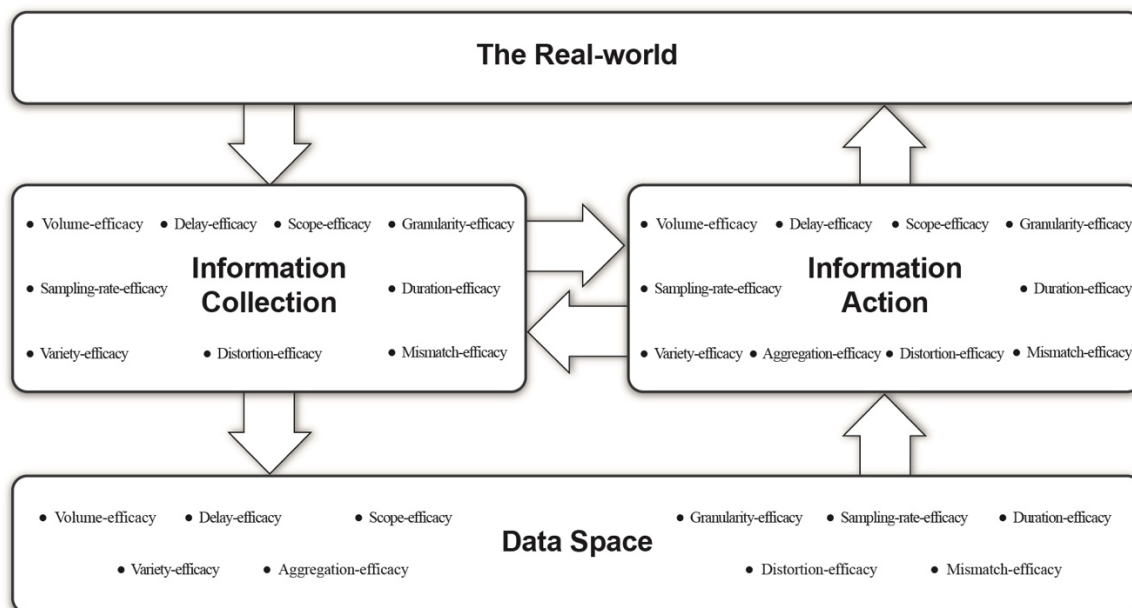 The Real-world
• Volume-efficacy • Delay-efficacy • Scope-efficacy • Granularity-efficacy
Information
Collection
• Sampling-rate-efficacy • Duration-efficacy
• Variety-efficacy • Distortion-efficacy • Mismatch-efficacy
• Volume-efficacy • Delay-efficacy • Scope-efficacy • Granularity-efficacy
Information
Action
• Sampling-rate-efficacy • Duration-efficacy
• Variety-efficacy • Aggregation-efficacy • Distortion-efficacy • Mismatch-efficacy
• Volume-efficacy • Delay-efficacy • Scope-efficacy • Granularity-efficacy • Sampling-rate-efficacy • Duration-efficacy
Data Space
• Variety-efficacy • Aggregation-efficacy • Distortion-efficacy • Mismatch-efficacy